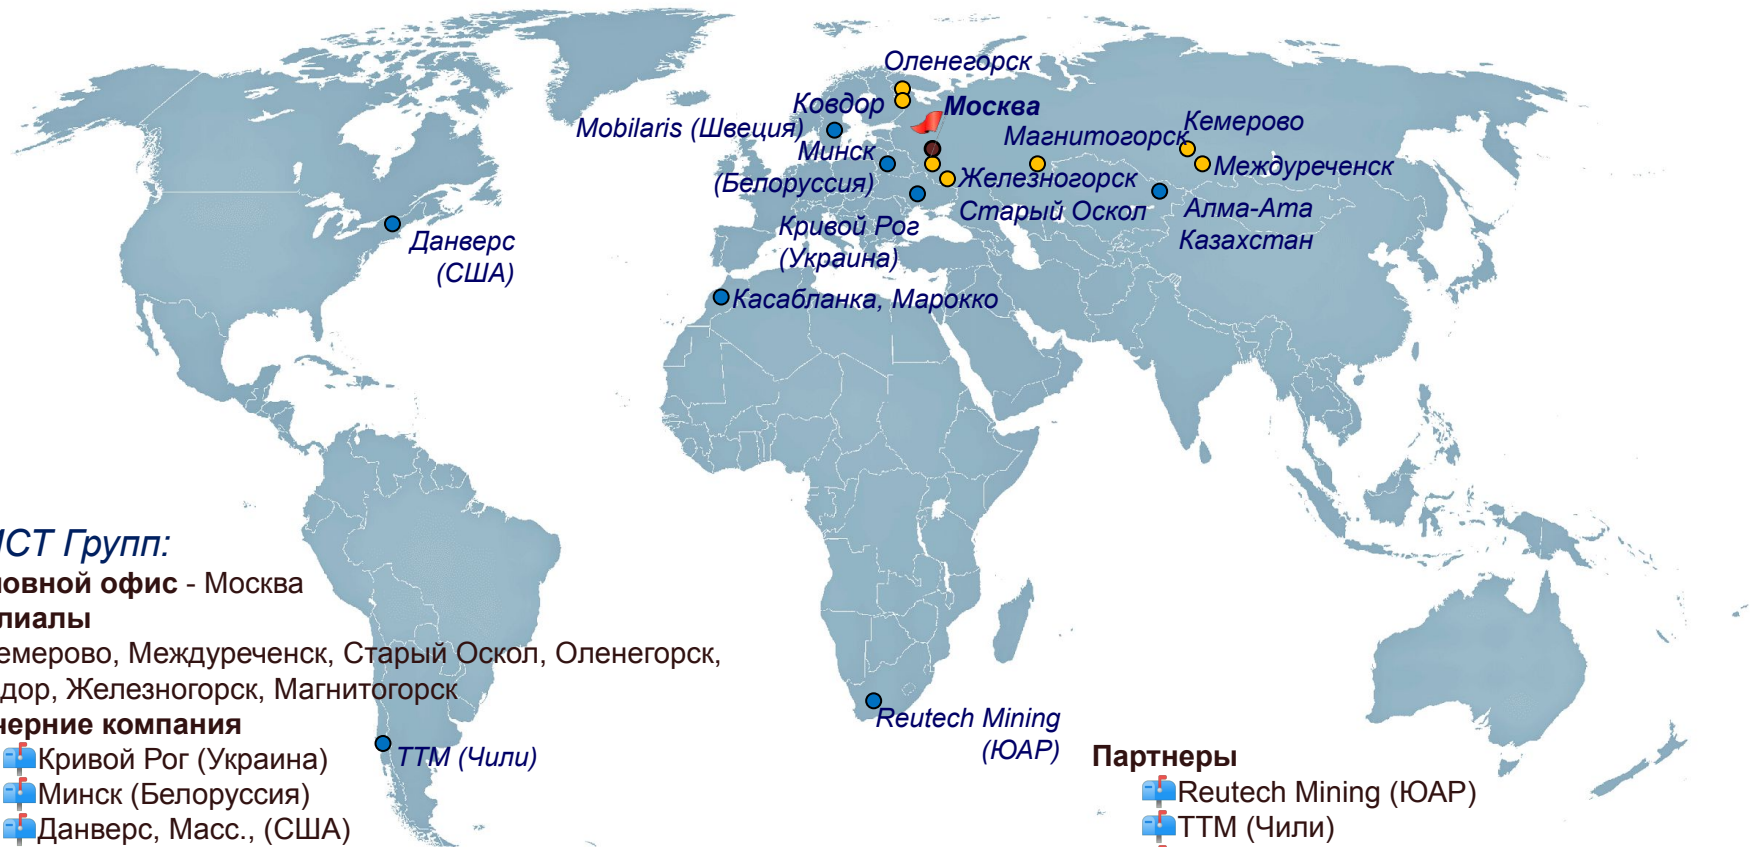 Оленегорск
Ковдор
Москва
Mobilaris (Швеция)
Магнитогорск
Кемерово
Минск
(Белоруссия)
Междуреченск
Железногорск
Старый Оскол
Алма-Ата
Казахстан
Кривой Рог
(Украина)
Данверс
(США)
Касабланка, Марокко
ИСТ Групп:
ловной офис - Москва
лиалы
емерово, Междуреченск, Старый Оскол, Оленегорск,
дор, Железногорск, Магнитогорск
черние компания
Кривой Рог (Украина)
Минск (Белоруссия)
Данверс, Масс., (США)
ТТМ (Чили)
Reutech Mining
(ЮАР)
Партнеры
Reutech Mining (ЮАР)
ТТМ (Чили)